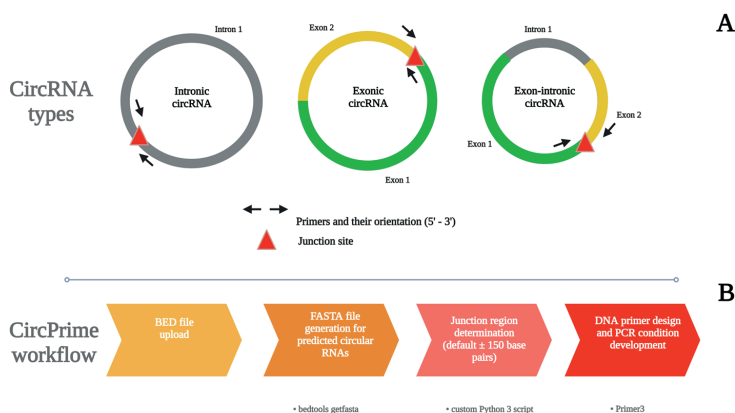 A
CircRNA
types
Intron 1
Intronic
circRNA
Exon 2
Exonic
circRNA
Exon 1
Intron 1
Exon-intronic
circRNA
Exon 2
Exon 1
Primers and their orientation (5' - 3')
Junction site
B
CircPrime
workflow
BED file
upload
FASTA file
generation for
predicted circular
RNAs
Junction region
determination
(default ± 150 base
pairs)
DNA primer design
and PCR condition
development
• bedtools getfasta
• custom Python 3 script
• Primer3